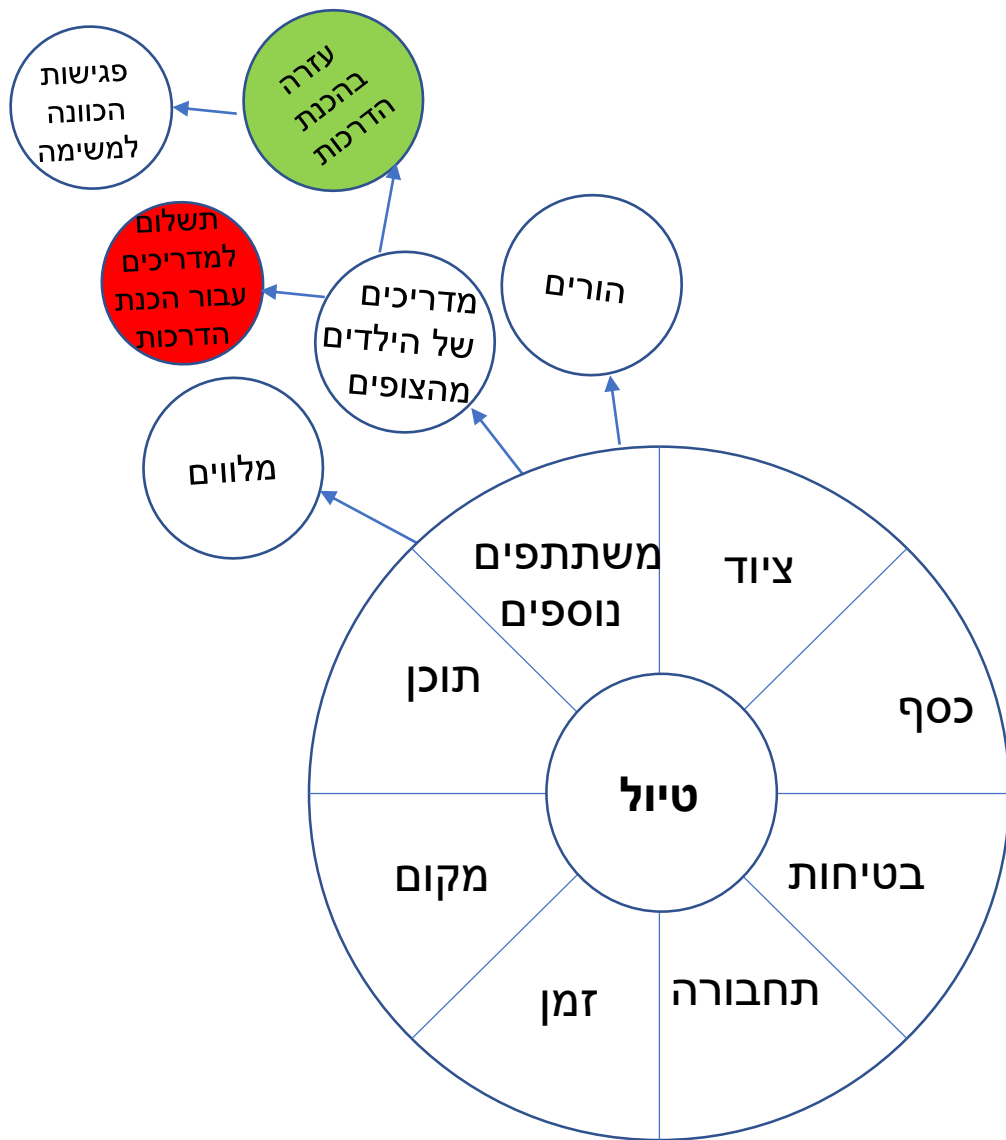 עזרה
בהכנת
הדרכות
פגישות
הכוונה
למשימה
תשלום
למדריכים
עבור הכנת
הדרכות
מדריכים
של הילדים
מהצופים
הורים
מלווים
ציוד
משתתפים
נוספים
תוכן
כסף
טיול
מקום
בטיחות
זמן
תחבורה